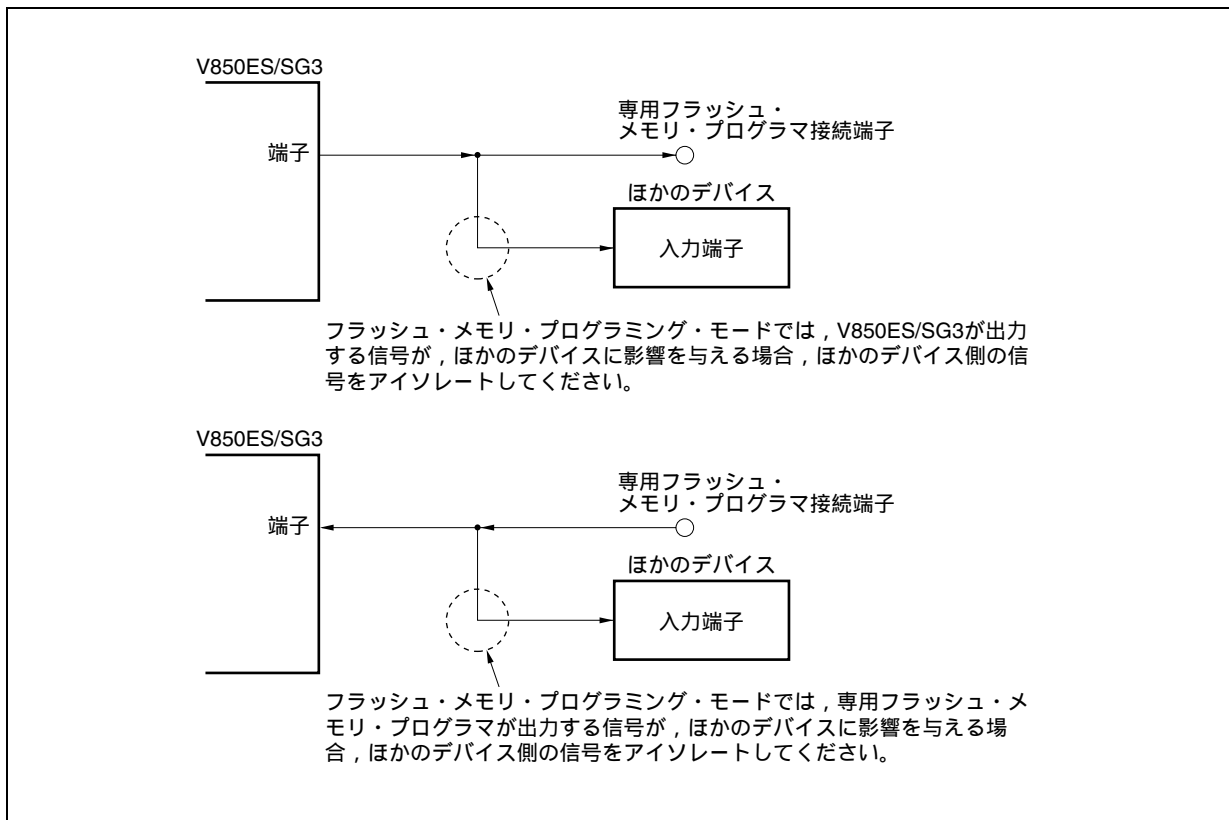 V850ES/SG3
専用フラッシュ・
メモリ・プログラマ接続端子
端子
ほかのデバイス
入力端子
フラッシュ・メモリ・プログラミング・モードでは，V850ES/SG3が出力
する信号が，ほかのデバイスに影響を与える場合，ほかのデバイス側の信
号をアイソレートしてください。
V850ES/SG3
専用フラッシュ・
メモリ・プログラマ接続端子
端子
ほかのデバイス
入力端子
フラッシュ・メモリ・プログラミング・モードでは，専用フラッシュ・メ
モリ・プログラマが出力する信号が，ほかのデバイスに影響を与える場
合，ほかのデバイス側の信号をアイソレートしてください。